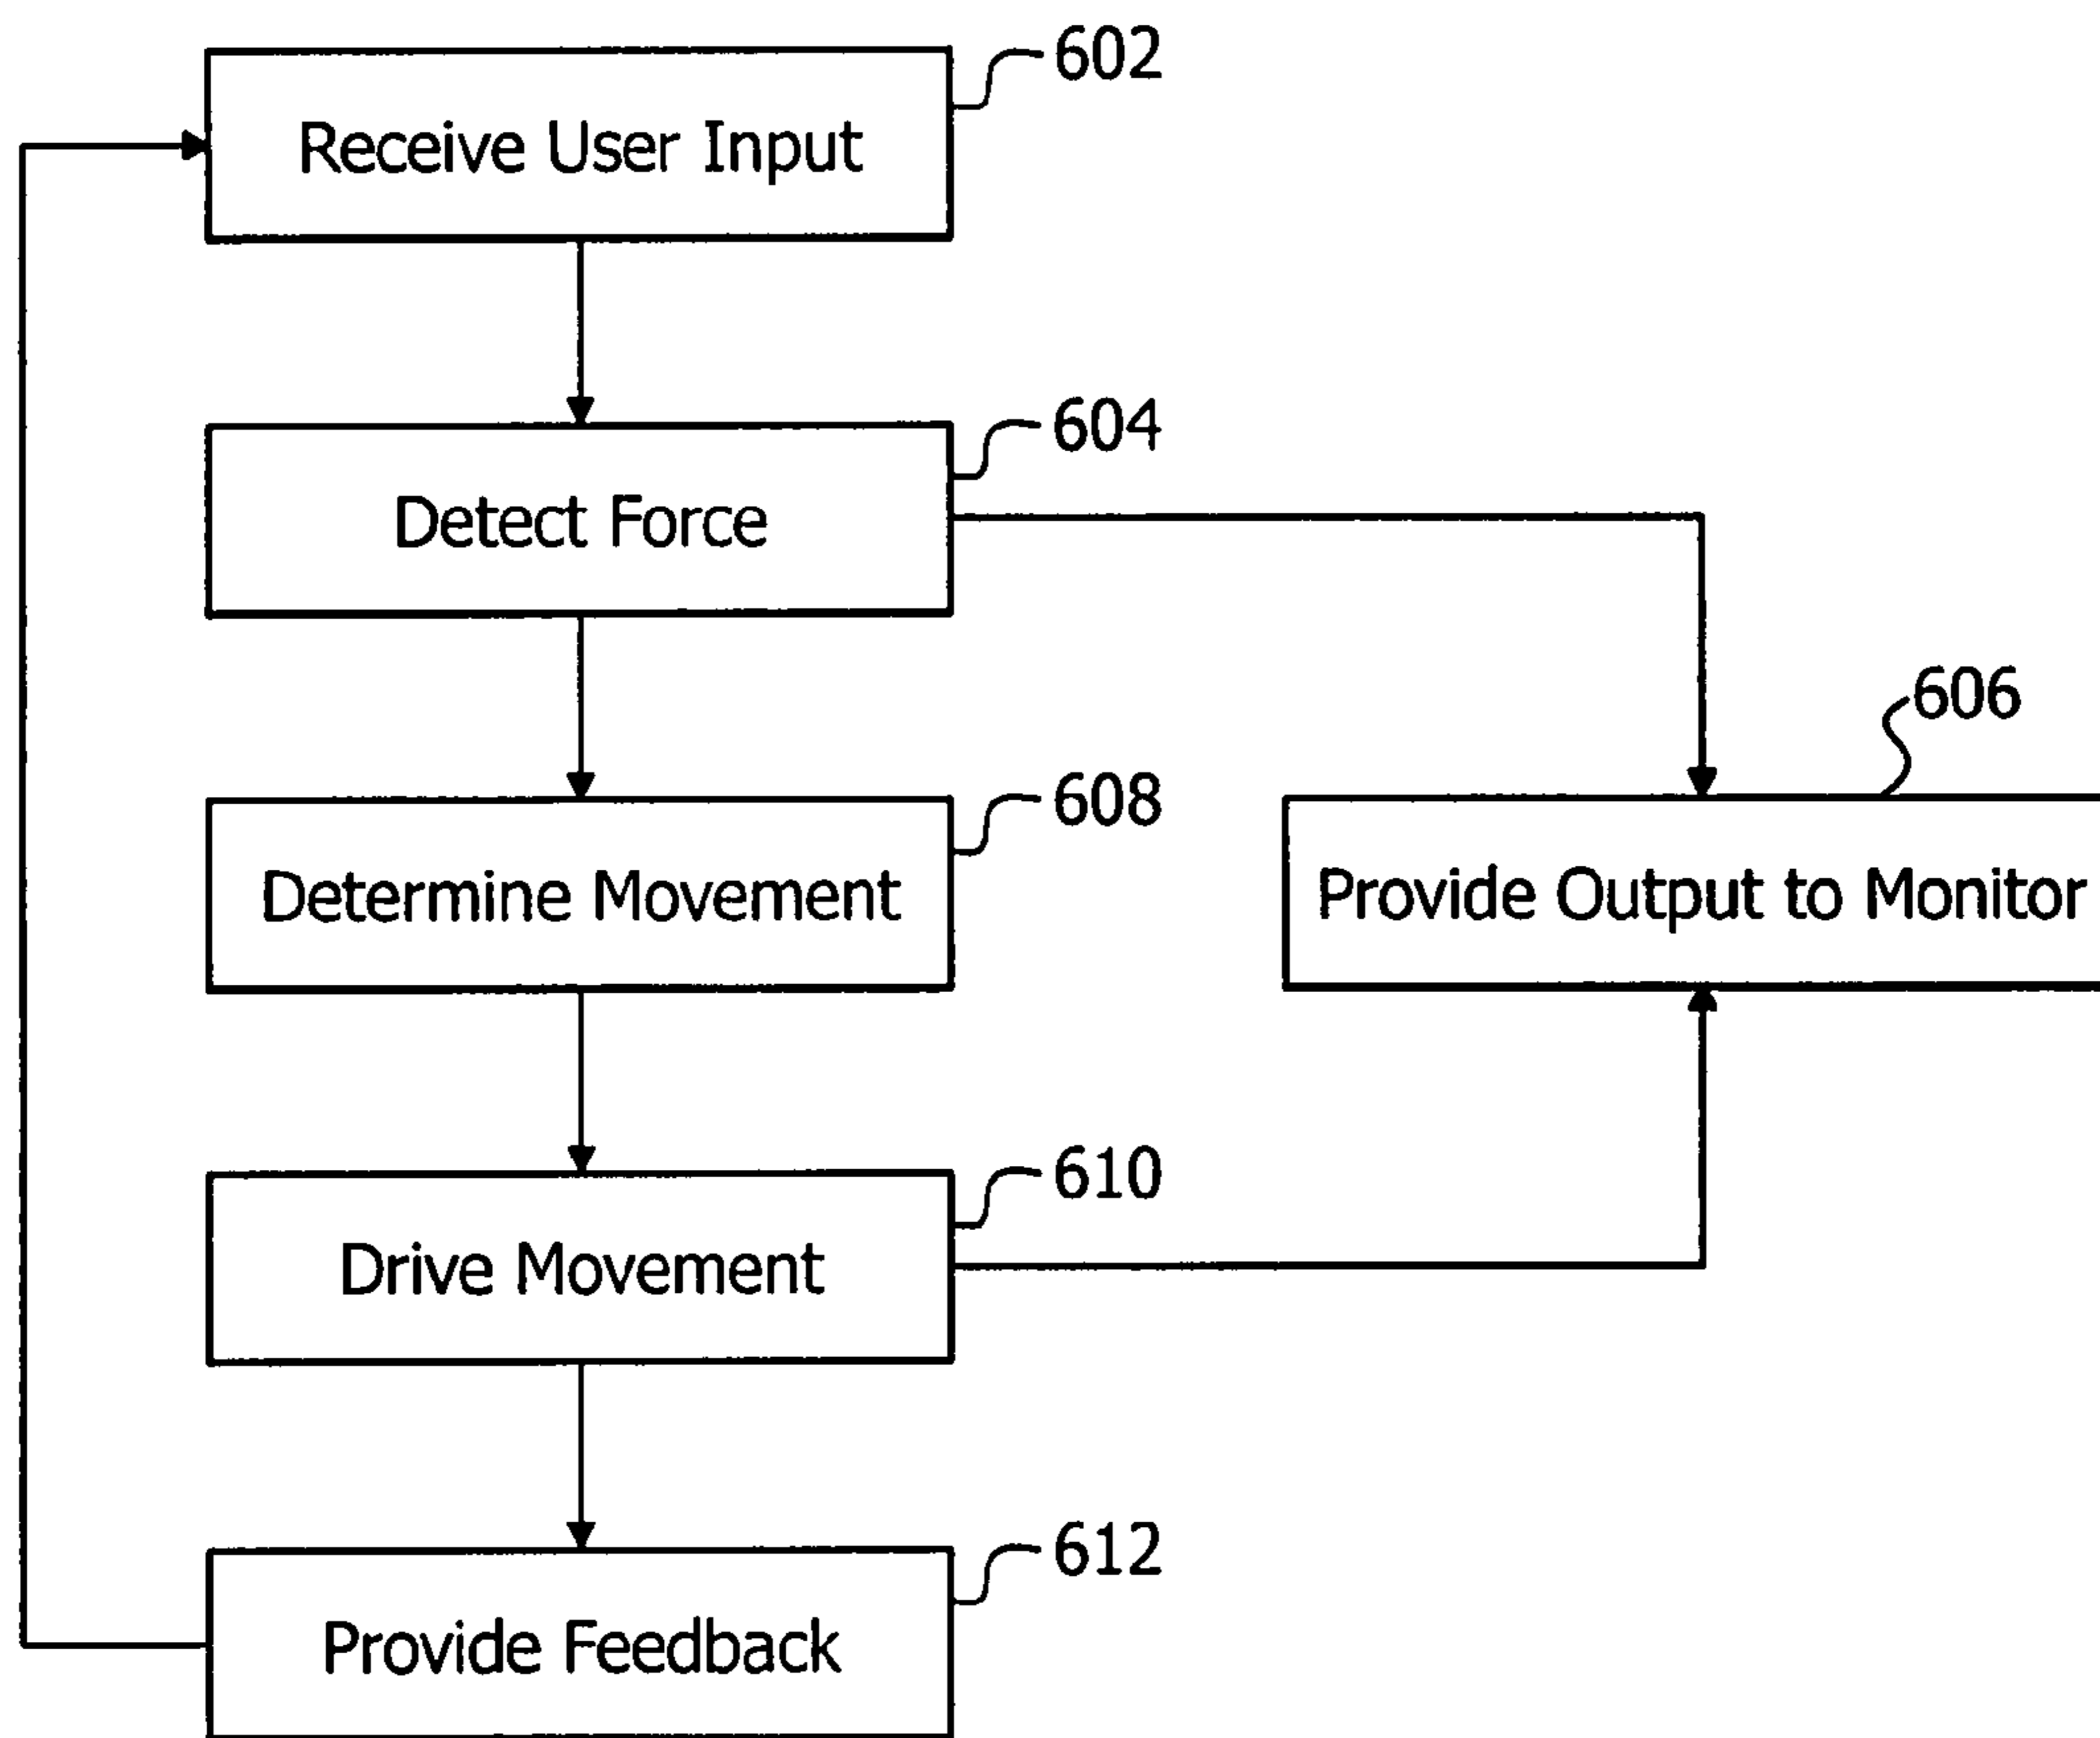 602
Receive User Input
604
Detect Force
606
608
Determine Movement
Provide Output to Monitor
610
Drive Movement
612
Provide Feedback